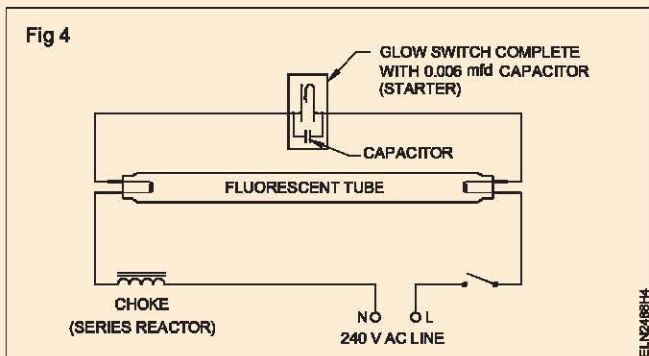 Fig 4
GLOW SWITCH COMPLETE
WITH 0.006 mfd CAPACITOR
(STARTER)
CAPACITOR
FLUORESCENT TUBE
CHOKE
(SERIES REACTOR)
N L
240 V AC LINE
ELN2468H4